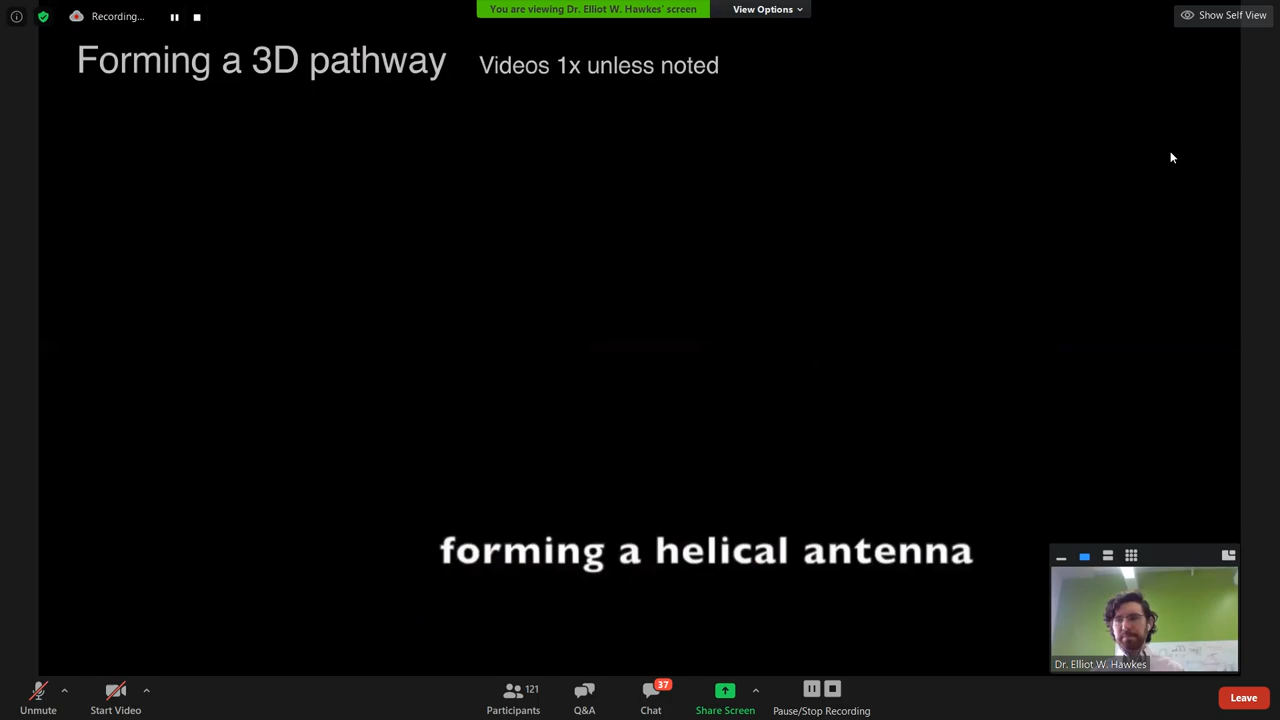 You are viewing Dr. Elliot W. Hawkes' screen
View Options
Recording...
Show Self View
Forming a 3D pathway
Videos 1x unless noted
forming a helical antenna
Dr. Elliot W. Hawkes
Unmute
Start Video
121
Participants
Q&A
37
Chat
Share Screen
Pause/Stop Recording
Leave